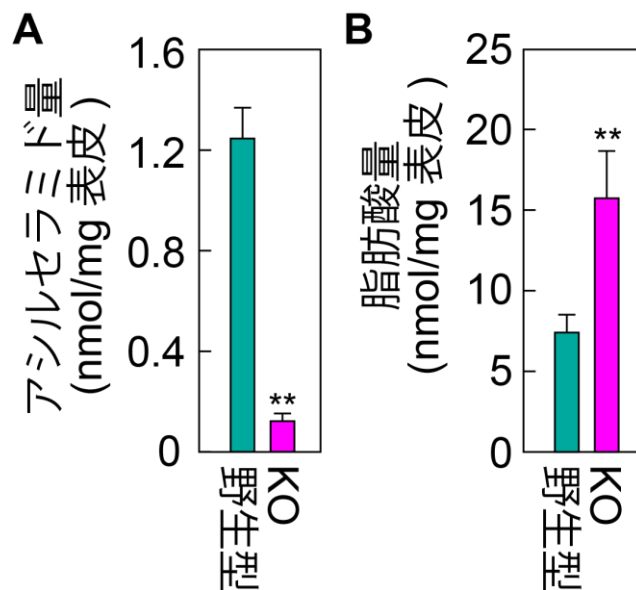 A
アシルセラミド量
(nmol/mg 表皮 )
1.6
1.2
0.8
0.4
0
**
野生型
KO
B
脂肪酸量
(nmol/mg 表皮 )
25
20
15
10
5
0
**
野生型
KO